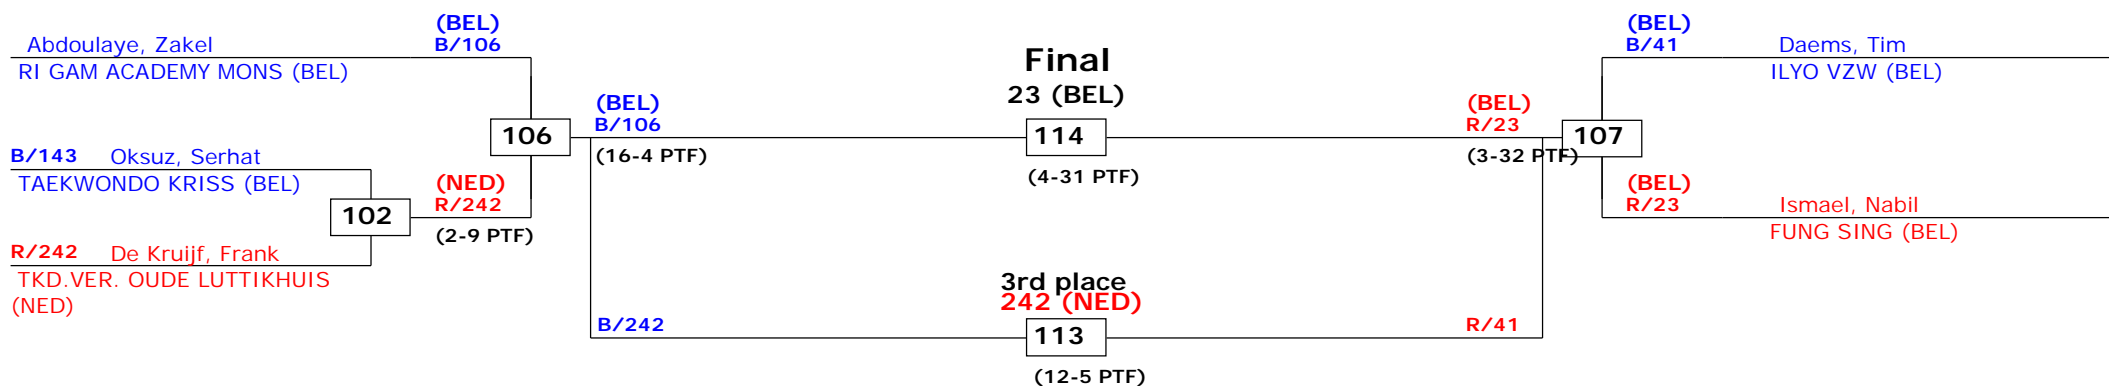 (BEL)
B/106
Abdoulaye, Zakel
RI GAM ACADEMY MONS (BEL)
B/143 Oksuz, Serhat
TAEKWONDO KRISS (BEL)
R/242 De Kruijf, Frank
TKD.VER. OUDE LUTTIKHUIS
(NED)
102
(NED)
R/242
(2-9 PTF)
106
(BEL)
B/106
(16-4 PTF)
Final
23 (BEL)
114
(4-31 PTF)
3rd place
242 (NED)
B/242
113
R/41
(12-5 PTF)
(BEL)
R/23
(3-32 PTF)
107
(BEL)
B/41
Daems, Tim
ILYO VZW (BEL)
(BEL)
R/23
Ismael, Nabil
FUNG SING (BEL)